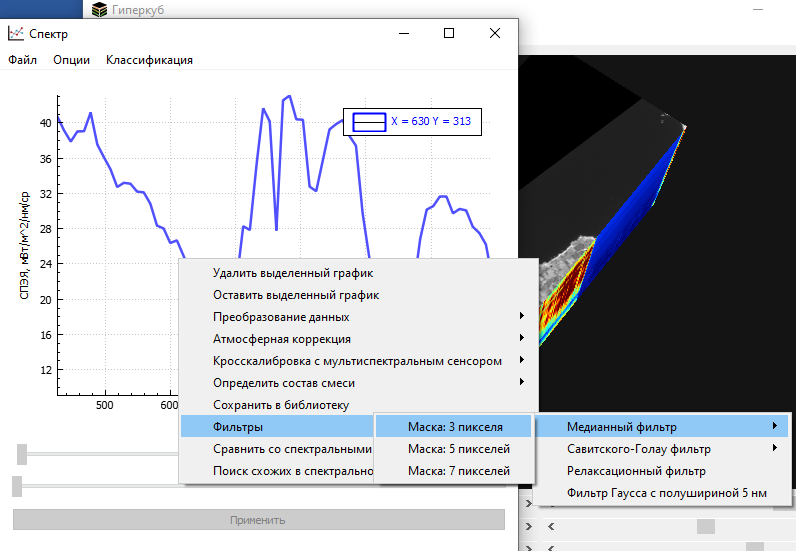 Гиперкуб
Спектр
Файл Опции Классификация
X = 630 Y = 313
СПЭЯ, мВт/м^2/нм/ср
40
36
32
28
24
20
16
12
500
Удалить выделенный график
Оставить выделенный график
Преобразование данных
Атмосферная коррекция
Кросскалибровка с мультиспектральным сенсором
Определить состав смеси
Сохранить в библиотеку
Фильтры
Сравнить со спектральными
Поиск схожих в спектрально
Маска: 3 пикселя
Маска: 5 пикселей
Маска: 7 пикселей
Медианный фильтр
Савитского-Голау фильтр
Релаксационный фильтр
Фильтр Гаусса с полушириной 5 нм
Применить